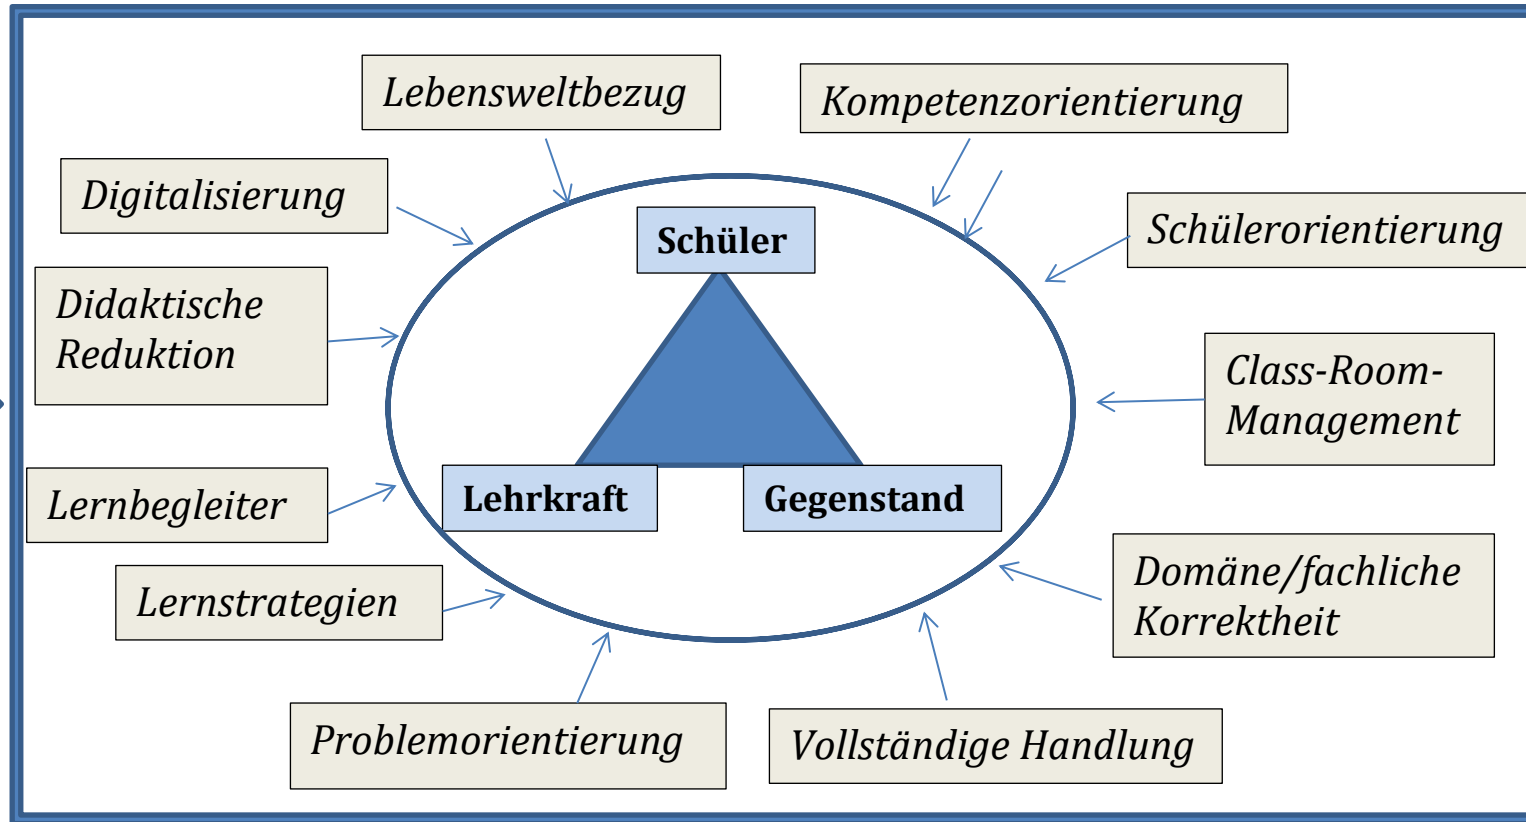 Lebensweltbezug
Kompetenzorientierung
Digitalisierung
Schülerorientierung
Schüler
Didaktische
Reduktion
Class-Room-
Management
Lernbegleiter
Lehrkraft
Gegenstand
Domäne/fachliche
Korrektheit
Lernstrategien
Problemorientierung
Vollständige Handlung